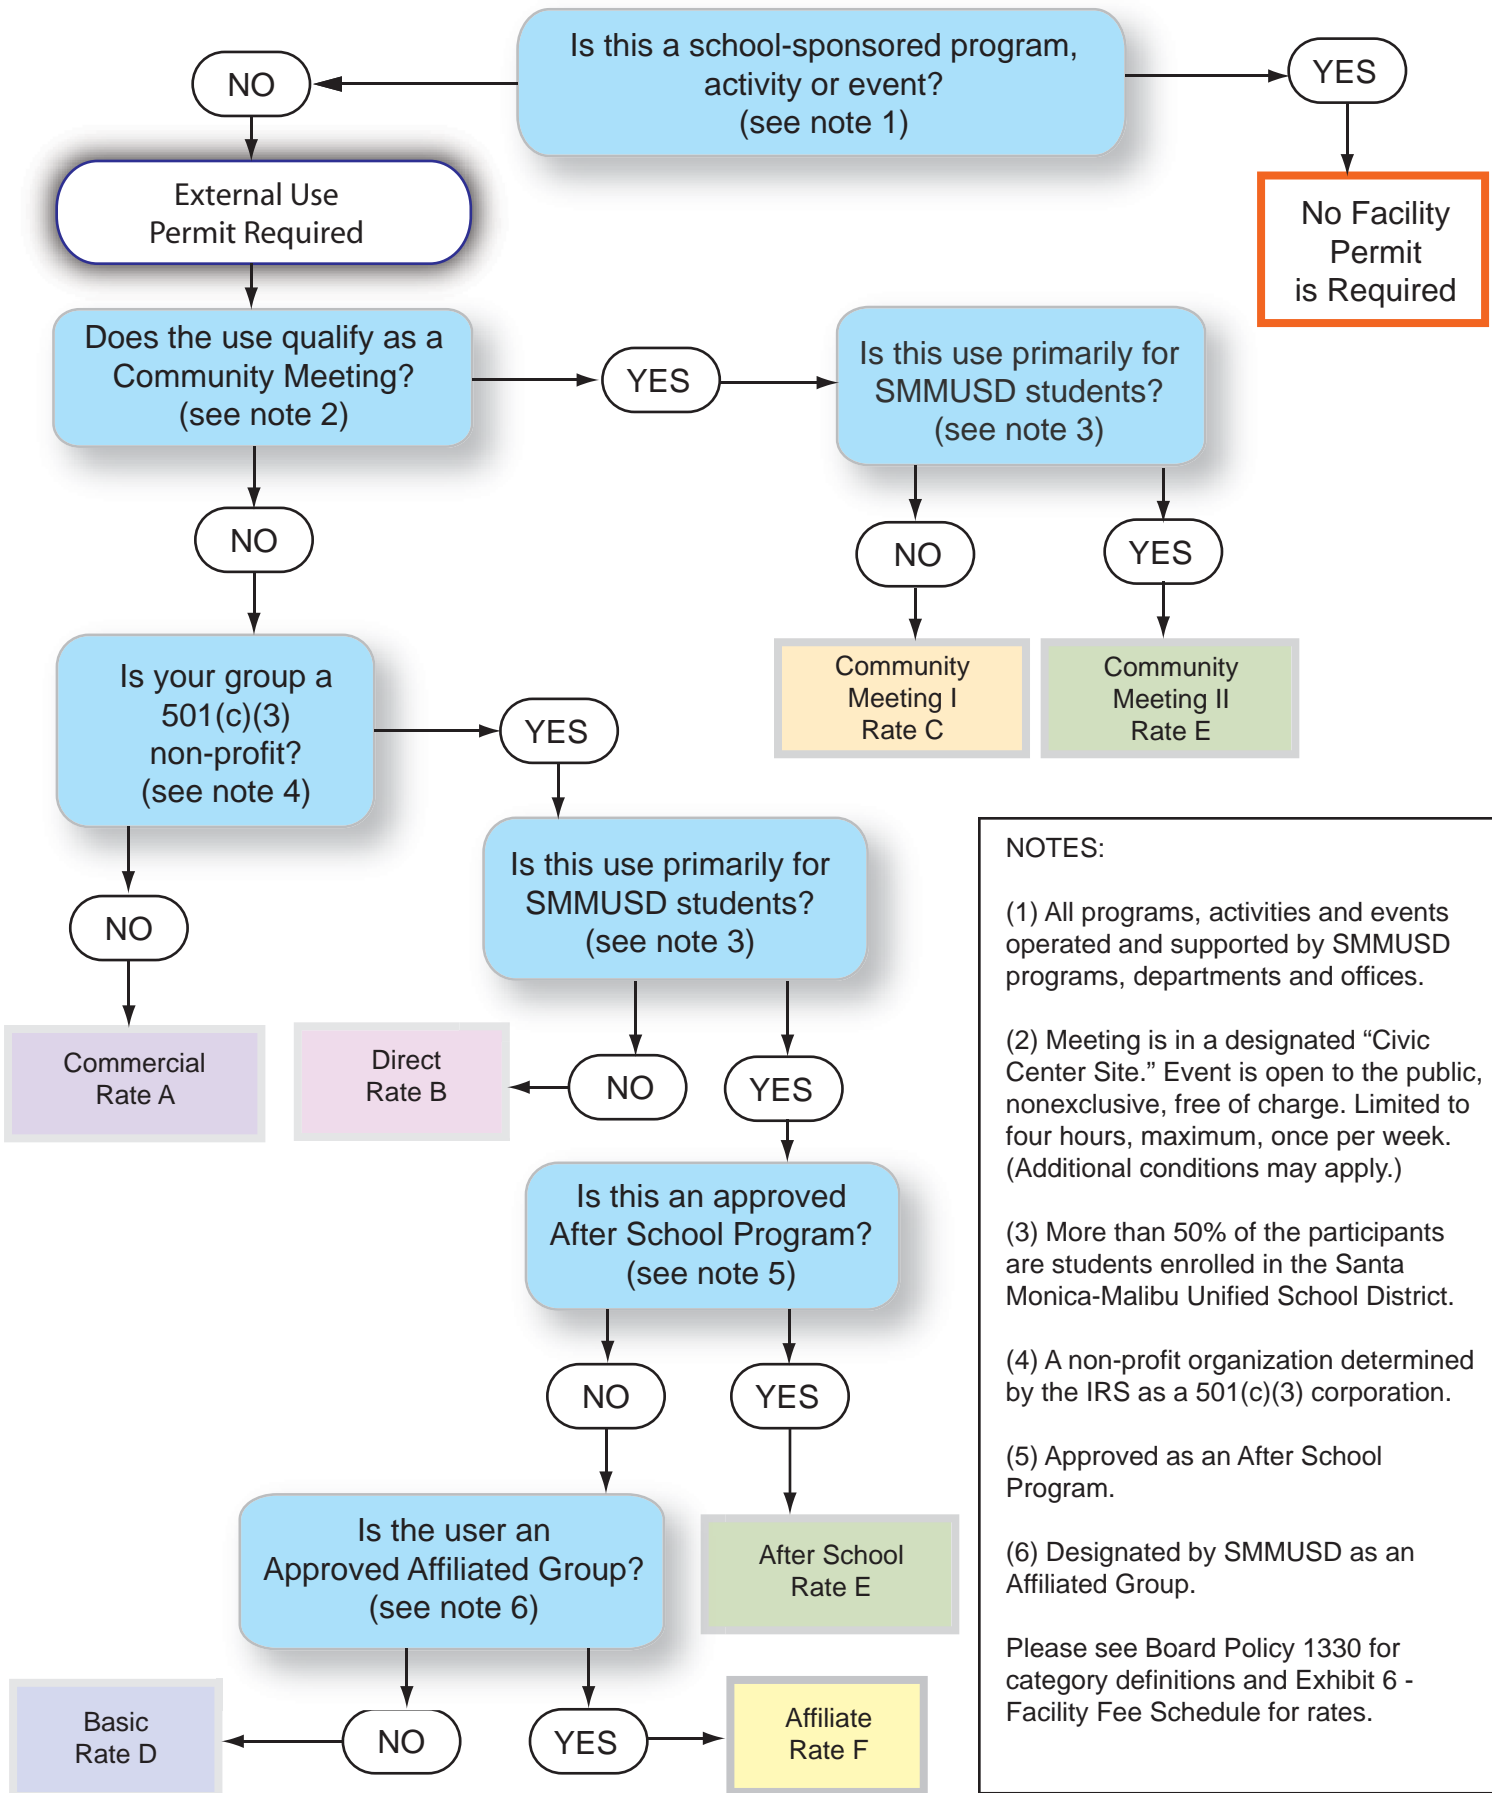 Is this a school-sponsored program,
activity or event?
(see note 1)
NO
YES
External Use
Permit Required
No Facility
Permit
is Required
Does the use qualify as a
Community Meeting?
(see note 2)
YES
Is this use primarily for
SMMUSD students?
(see note 3)
NO
NO
YES
Community
Meeting I
Rate C
Community
Meeting II
Rate E
Is your group a
501(c)(3)
non-profit?
(see note 4)
YES
Is this use primarily for
SMMUSD students?
(see note 3)
NO
Commercial
Rate A
Direct
Rate B
NO
YES
Is this an approved
After School Program?
(see note 5)
NO
YES
Is the user an
Approved Affiliated Group?
(see note 6)
After School
Rate E
Basic
Rate D
NO
YES
Affiliate
Rate F
NOTES:
(1) All programs, activities and events
operated and supported by SMMUSD
programs, departments and offices.
(2) Meeting is in a designated “Civic
Center Site.” Event is open to the public,
nonexclusive, free of charge. Limited to
four hours, maximum, once per week.
(Additional conditions may apply.)
(3) More than 50% of the participants
are students enrolled in the Santa
Monica-Malibu Unified School District.
(4) A non-profit organization determined
by the IRS as a 501(c)(3) corporation.
(5) Approved as an After School
Program.
(6) Designated by SMMUSD as an
Affiliated Group.
Please see Board Policy 1330 for
category definitions and Exhibit 6 -
Facility Fee Schedule for rates.